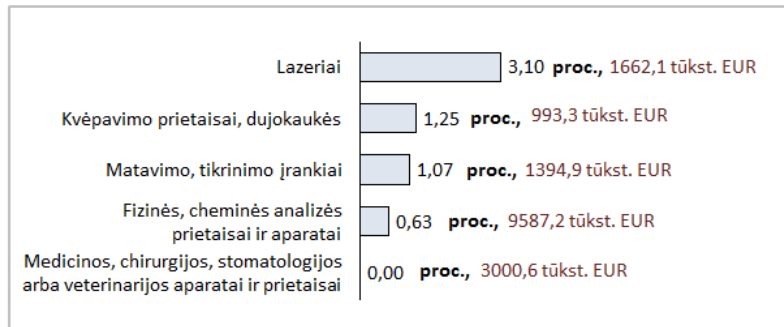 Lazeriai 3,10 proc., 1662,1 tūkst. EUR
Kvėpavimo prietaisai, dujokaukės 1,25 proc., 993,3 tūkst. EUR
Matavimo, tikrinimo įrankiai 1,07 proc., 1394,9 tūkst. EUR
Fizinės, cheminės analizės
prietaisai ir aparatai 0,63 proc., 9587,2 tūkst. EUR
Medicinos, chirurgijos, stomatologijos
arba veterinarijos aparatai ir prietaisai 0,00 proc., 3000,6 tūkst. EUR